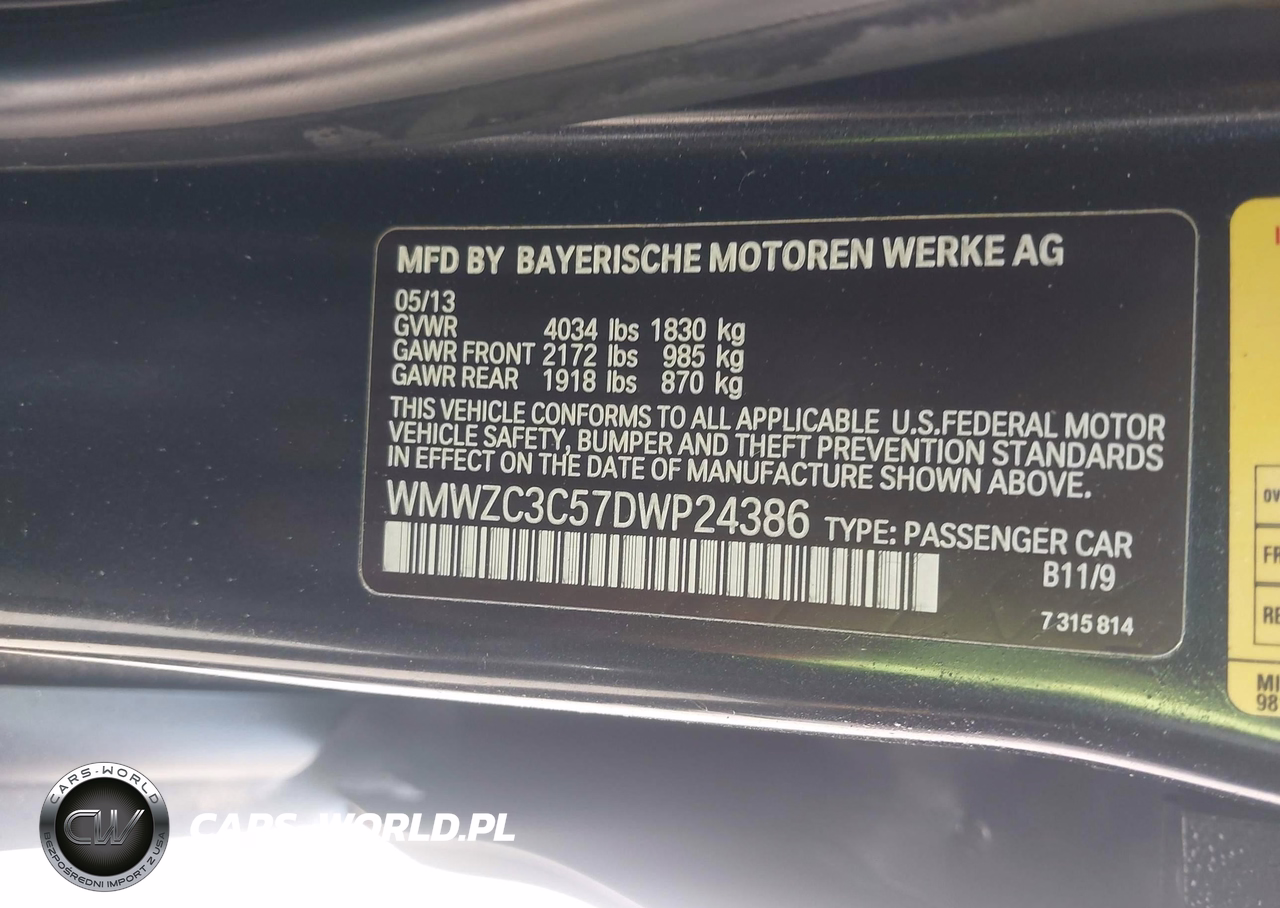 MFD BY BAYERISCHE MOTOREN WERKE AG
05/13
GVWR 4034 lbs 1830 kg
GAWR FRONT 2172 lbs 985 kg
GAWR REAR 1918 lbs 870 kg
THIS VEHICLE CONFORMS TO ALL APPLICABLE U.S.FEDERAL MOTOR
VEHICLE SAFETY, BUMPER AND THEFT PREVENTION STANDARDS
IN EFFECT ON THE DATE OF MANUFACTURE SHOWN ABOVE.
WMWZC3C57DWP24386 TYPE: PASSENGER CAR
B11/9
7 315 814
MI
98
CARS-WORLD
CW
BEZPOŚREDNI IMPORT Z USA
CARS-WORLD.PL